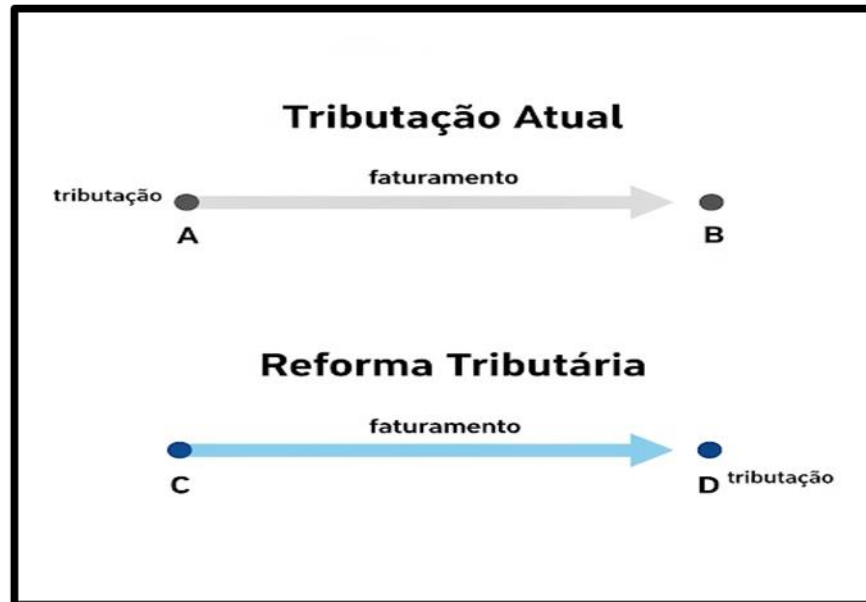 Tributação Atual
faturamento
tributação
A
B
Reforma Tributária
faturamento
C
D tributação